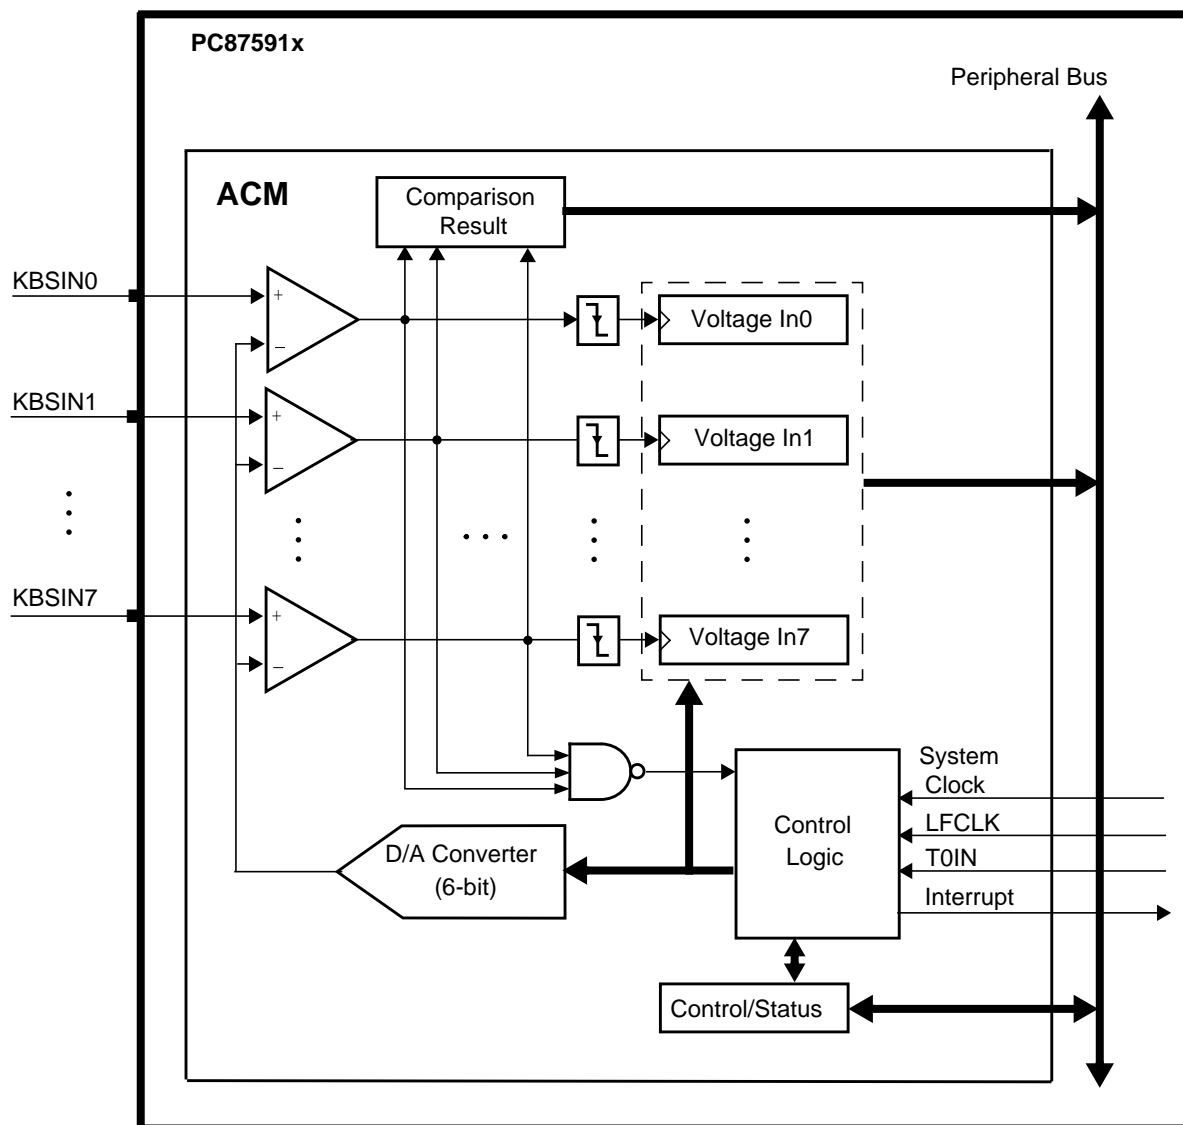 PC87591x
Peripheral Bus
ACM
Comparison
Result
KBSIN0
+
−
Voltage In0
KBSIN1
+
−
Voltage In1
KBSIN7
+
−
Voltage In7
System
Clock
LFCLK
T0IN
Interrupt
Control
Logic
D/A Converter
(6-bit)
Control/Status